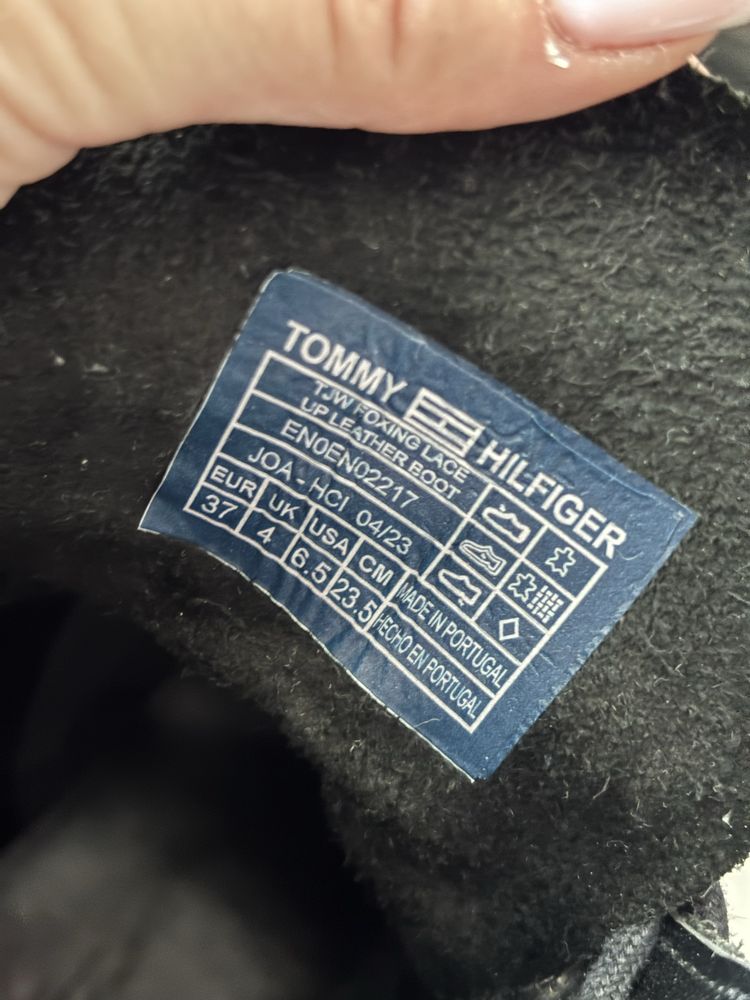 TOMMY HILFIGER
TJW FOXING LACE
UP LEATHER BOOT
EN0EN02217
JOA - HCI 04/23
EUR UK USA CM
37 4 6.5 23.5
MADE IN PORTUGAL
HECHO EN PORTUGAL